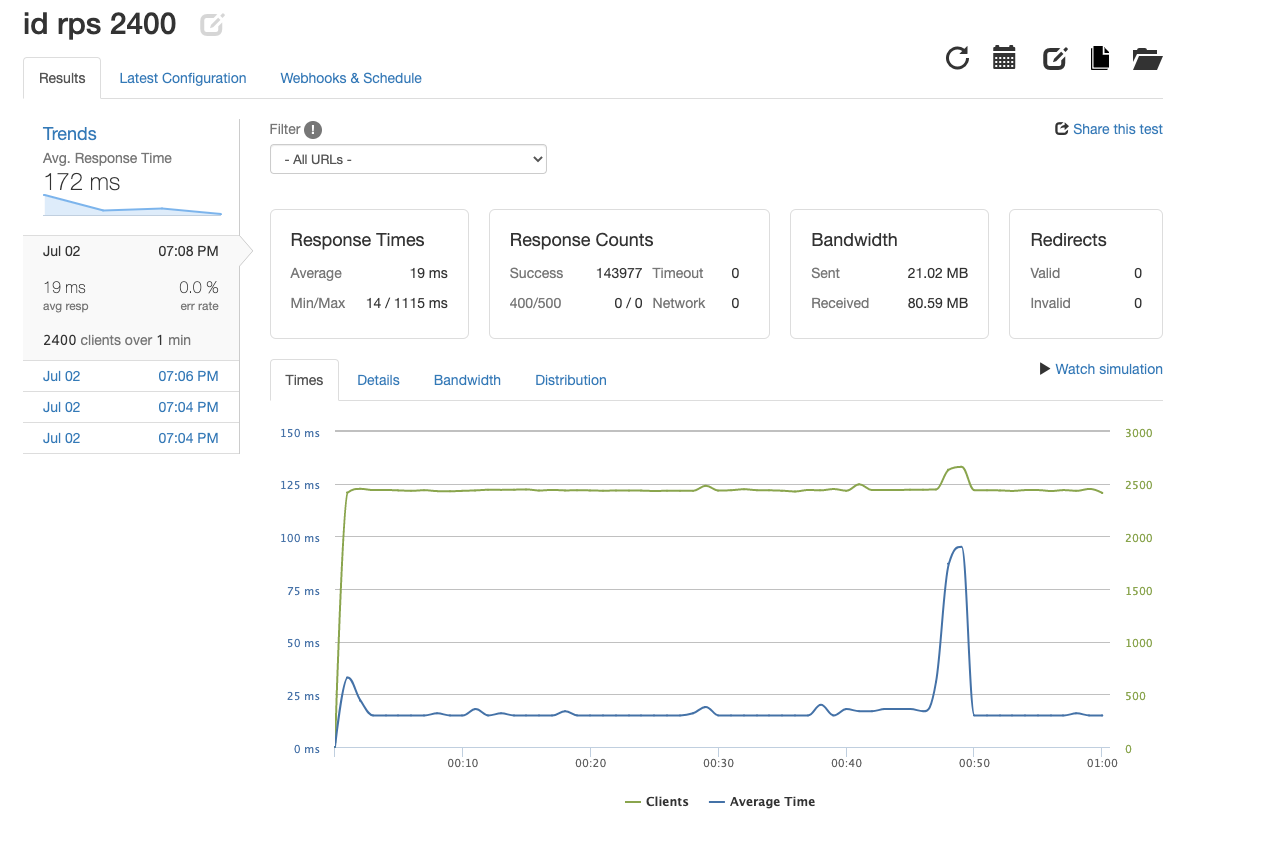 id rps 2400
Results Latest Configuration Webhooks & Schedule
Trends
Avg. Response Time
172 ms
Jul 02 07:08 PM
19 ms 0.0 %
avg resp err rate
2400 clients over 1 min
Jul 02 07:06 PM
Jul 02 07:04 PM
Jul 02 07:04 PM
Filter !
Share this test
- All URLs -
Response Times
Average 19 ms
Min/Max 14 / 1115 ms
Response Counts
Success 143977 Timeout 0
400/500 0 / 0 Network 0
Bandwidth
Sent 21.02 MB
Received 80.59 MB
Redirects
Valid 0
Invalid 0
Times Details Bandwidth Distribution
Watch simulation
150 ms 3000
125 ms 2500
100 ms 2000
75 ms 1500
50 ms 1000
25 ms 500
0 ms 0
00:10 00:20 00:30 00:40 00:50 01:00
Clients Average Time